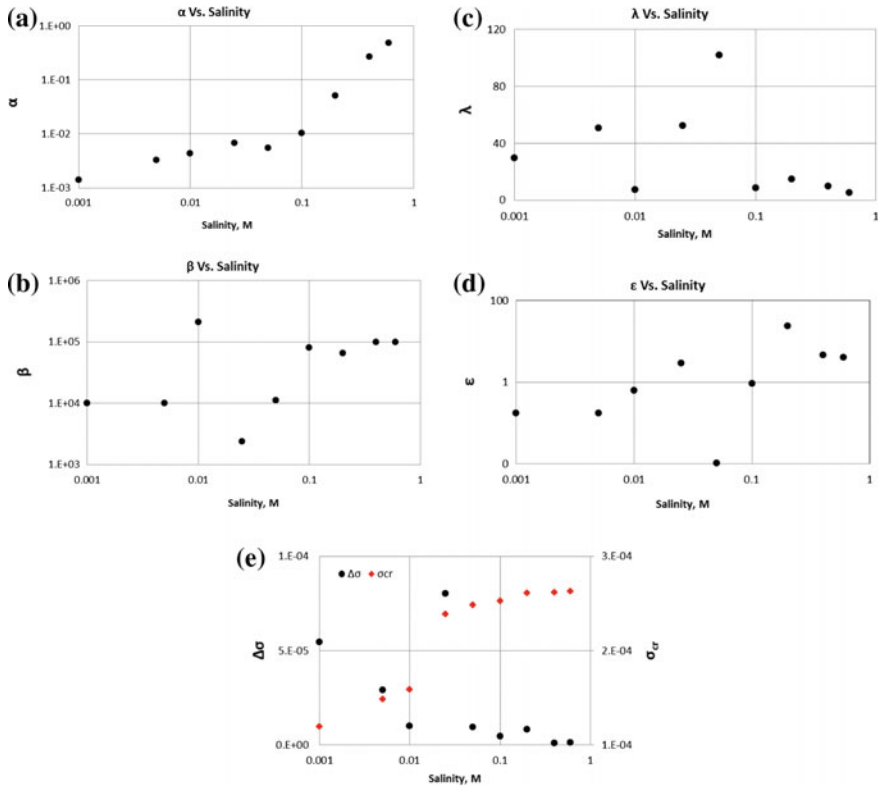 (a)
α Vs. Salinity
1.E+00
1.E-01
1.E-02
1.E-03
α
0.001 0.01 0.1 1
Salinity, M
(c)
λ Vs. Salinity
120
80
40
0
λ
0.001 0.01 0.1 1
Salinity, M
(b)
β Vs. Salinity
1.E+06
1.E+05
1.E+04
1.E+03
β
0.001 0.01 0.1 1
Salinity, M
(d)
ε Vs. Salinity
100
1
0
ε
0.001 0.01 0.1 1
Salinity, M
(e)
1.E-04
5.E-05
0.E+00
Δσ
Δσ σcr
3.E-04
2.E-04
1.E-04
σcr
0.001 0.01 0.1 1
Salinity, M